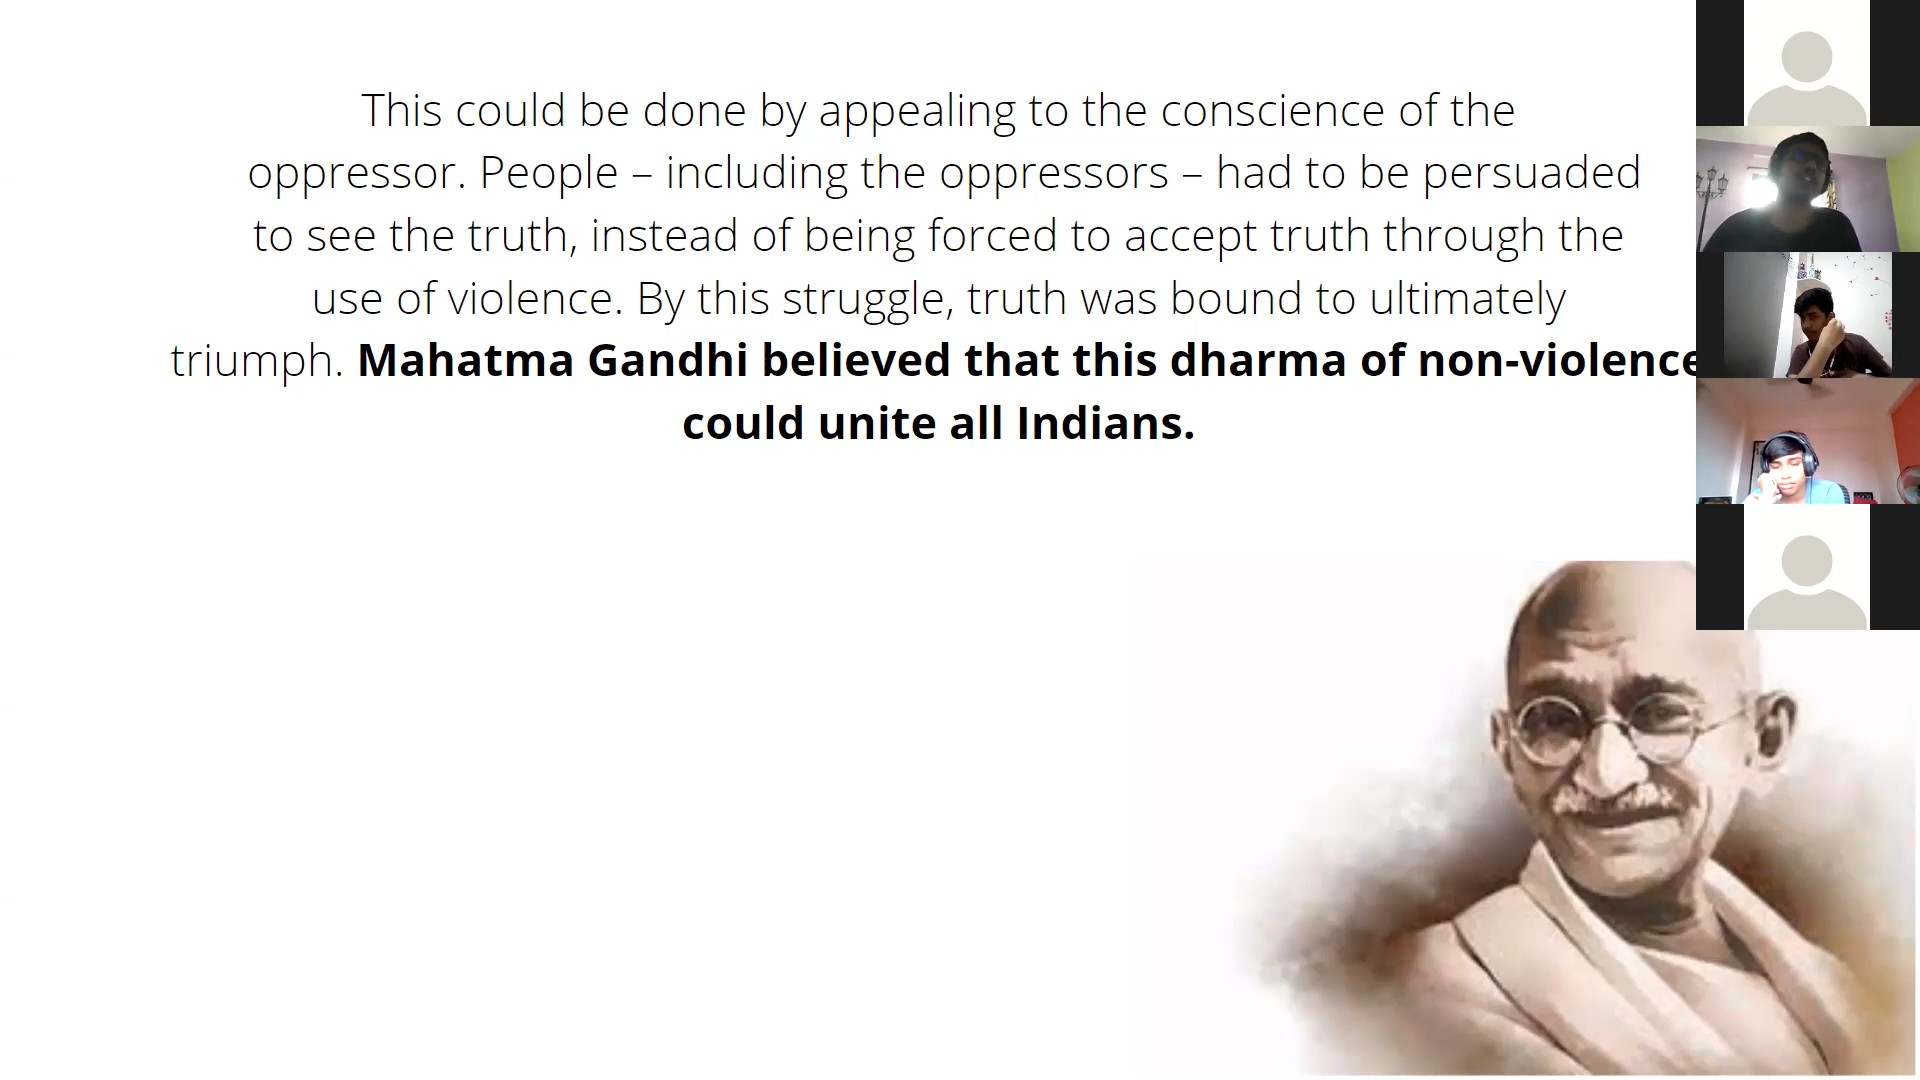 This could be done by appealing to the conscience of the
oppressor. People – including the oppressors – had to be persuaded
to see the truth, instead of being forced to accept truth through the
use of violence. By this struggle, truth was bound to ultimately
triumph. Mahatma Gandhi believed that this dharma of non-violence
could unite all Indians.